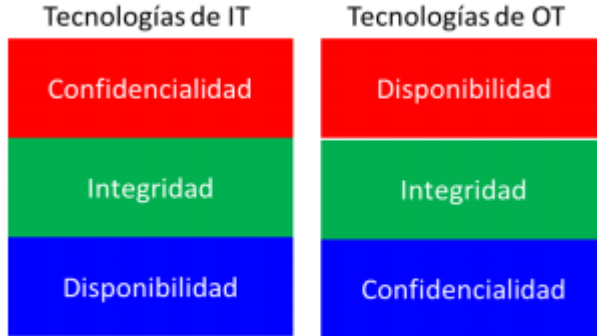 Tecnologías de IT
Confidencialidad
Integridad
Disponibilidad
Tecnologías de OT
Disponibilidad
Integridad
Confidencialidad